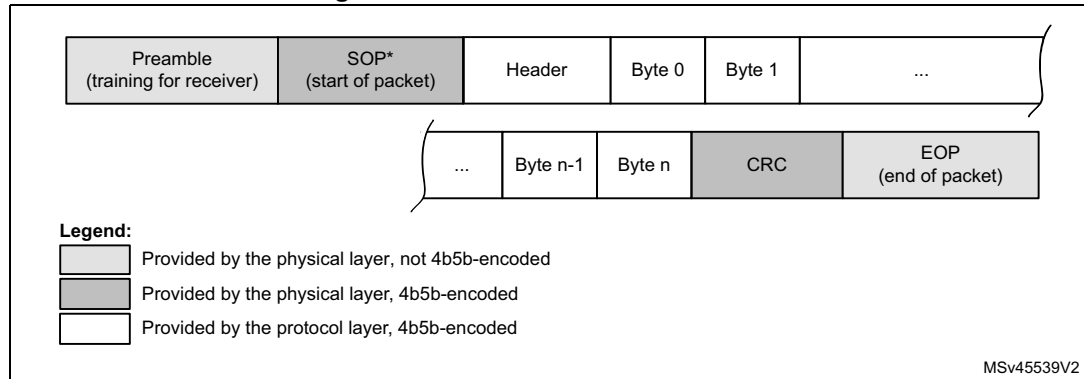 Preamble
(training for receiver)
SOP*
(start of packet)
Header
Byte 0
Byte 1
...
...
Byte n-1
Byte n
CRC
EOP
(end of packet)
Legend:
Provided by the physical layer, not 4b5b-encoded
Provided by the physical layer, 4b5b-encoded
Provided by the protocol layer, 4b5b-encoded
MSv45539V2